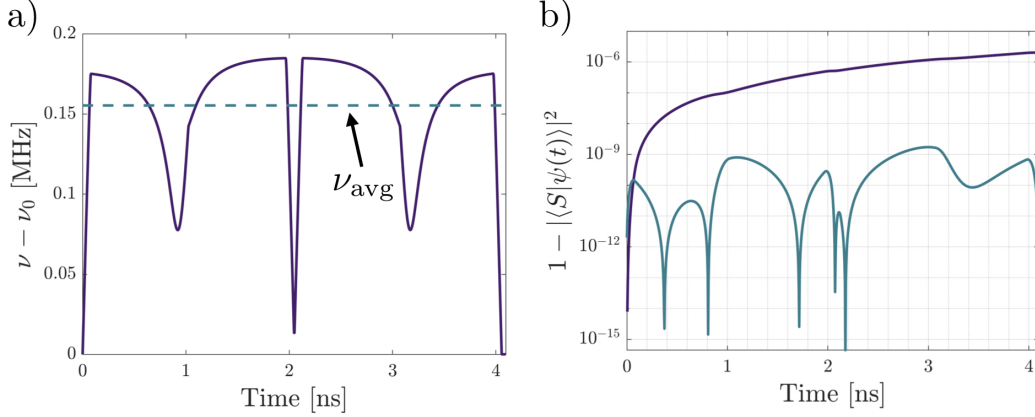 a)
ν − ν₀ [MHz]
0.2
0.15
0.1
0.05
0
ν_avg
0
1
2
3
4
Time [ns]
b)
1 − |⟨S|ψ(t)⟩|²
10⁻⁶
10⁻⁹
10⁻¹²
10⁻¹⁵
0
1
2
3
4
Time [ns]